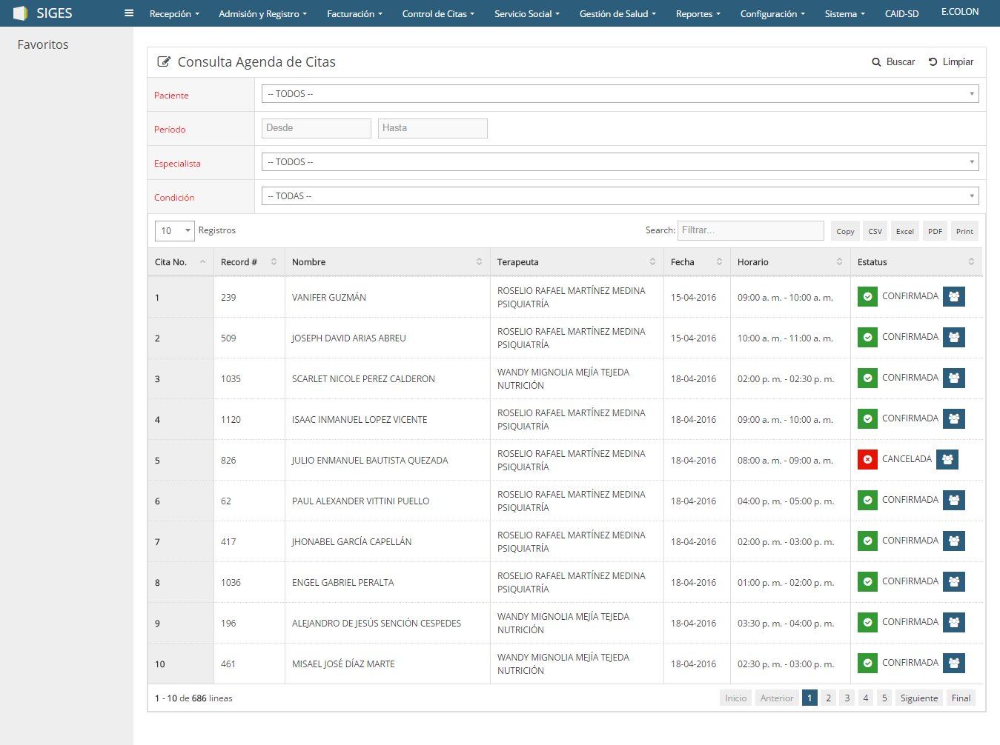 SIGES
Recepción
Admisión y Registro
Facturación
Control de Citas
Servicio Social
Gestión de Salud
Reportes
Configuración
Sistema
CAID-SD
E.COLON
Favoritos
Consulta Agenda de Citas
Buscar
Limpiar
Paciente
-- TODOS --
Período
Desde
Hasta
Especialista
-- TODOS --
Condición
-- TODAS --
10 Registros
Search: Filtrar...
Copy
CSV
Excel
PDF
Print
Cita No. Record # Nombre Terapeuta Fecha Horario Estatus
1 239 VANIFER GUZMÁN ROSELIO RAFAEL MARTÍNEZ MEDINA 15-04-2016 09:00 a. m. - 10:00 a. m. CONFIRMADA
PSIQUIATRÍA
2 509 JOSEPH DAVID ARIAS ABREU ROSELIO RAFAEL MARTÍNEZ MEDINA 15-04-2016 10:00 a. m. - 11:00 a. m. CONFIRMADA
PSIQUIATRÍA
3 1035 SCARLET NICOLE PEREZ CALDERON WANDY MIGNOLIA MEJÍA TEJEDA 18-04-2016 02:00 p. m. - 02:30 p. m. CONFIRMADA
NUTRICIÓN
4 1120 ISAAC INMANUEL LOPEZ VICENTE ROSELIO RAFAEL MARTÍNEZ MEDINA 18-04-2016 09:00 a. m. - 10:00 a. m. CONFIRMADA
PSIQUIATRÍA
5 826 JULIO ENMANUEL BAUTISTA QUEZADA ROSELIO RAFAEL MARTÍNEZ MEDINA 18-04-2016 08:00 a. m. - 09:00 a. m. CANCELADA
PSIQUIATRÍA
6 62 PAUL ALEXANDER VITTINI PUELLO ROSELIO RAFAEL MARTÍNEZ MEDINA 18-04-2016 04:00 p. m. - 05:00 p. m. CONFIRMADA
PSIQUIATRÍA
7 417 JHONABEL GARCÍA CAPELLÁN ROSELIO RAFAEL MARTÍNEZ MEDINA 18-04-2016 02:00 p. m. - 03:00 p. m. CONFIRMADA
PSIQUIATRÍA
8 1036 ENGEL GABRIEL PERALTA ROSELIO RAFAEL MARTÍNEZ MEDINA 18-04-2016 01:00 p. m. - 02:00 p. m. CONFIRMADA
PSIQUIATRÍA
9 196 ALEJANDRO DE JESÚS SENCIÓN CESPEDES WANDY MIGNOLIA MEJÍA TEJEDA 18-04-2016 03:30 p. m. - 04:00 p. m. CONFIRMADA
NUTRICIÓN
10 461 MISAEL JOSÉ DÍAZ MARTE WANDY MIGNOLIA MEJÍA TEJEDA 18-04-2016 02:30 p. m. - 03:00 p. m. CONFIRMADA
NUTRICIÓN
1 - 10 de 686 lineas
Inicio Anterior 1 2 3 4 5 Siguiente Final